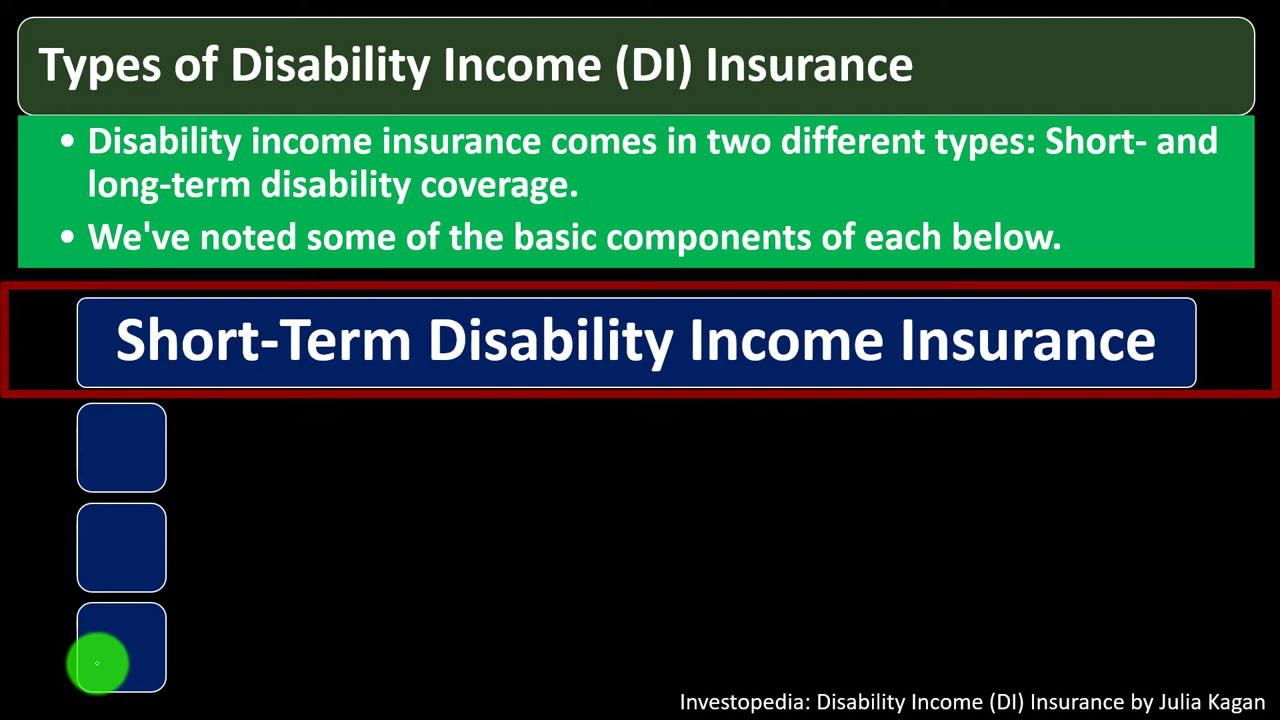 Types of Disability Income (DI) Insurance
• Disability income insurance comes in two different types: Short- and
long-term disability coverage.
• We've noted some of the basic components of each below.
Short-Term Disability Income Insurance
Investopedia: Disability Income (DI) Insurance by Julia Kagan